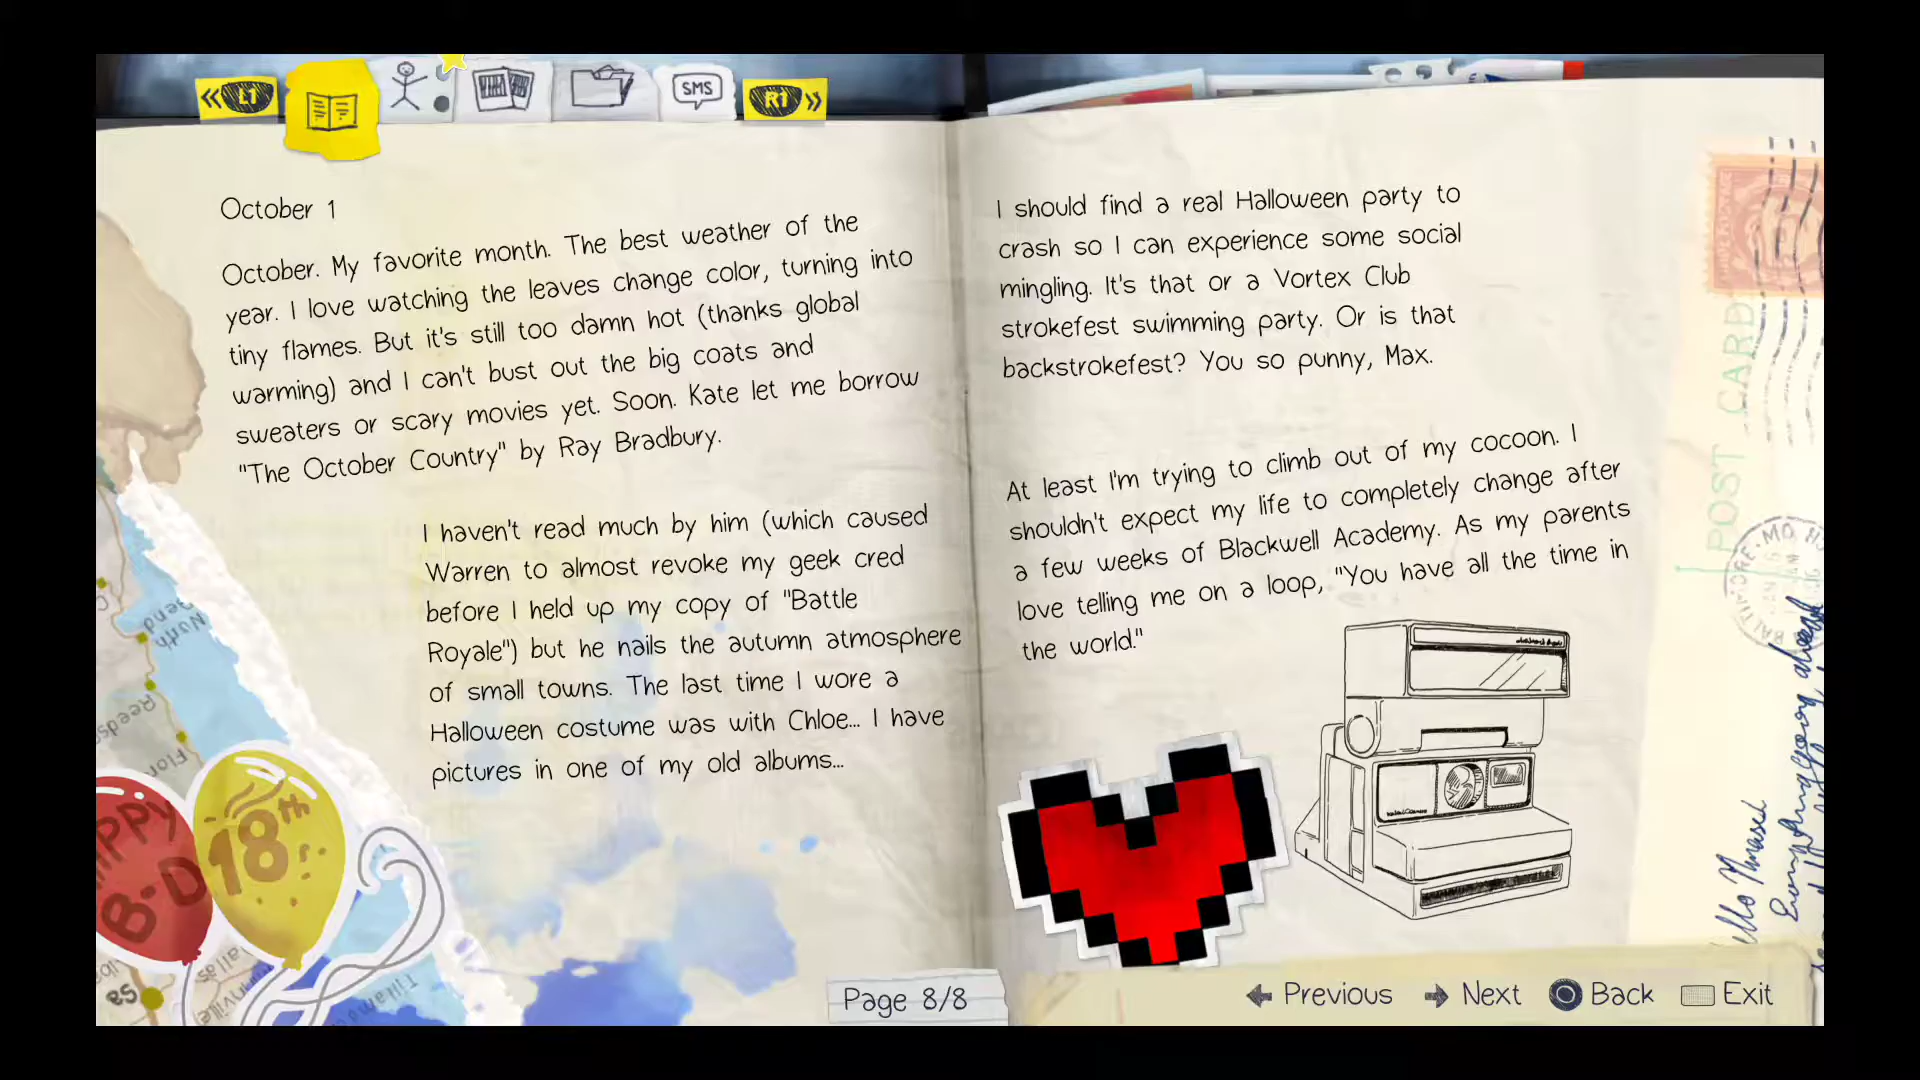 L1
SMS
R1
October 1
October. My favorite month. The best weather of the
year. I love watching the leaves change color, turning into
tiny flames. But it's still too damn hot (thanks global
warming) and I can't bust out the big coats and
sweaters or scary movies yet. Soon. Kate let me borrow
"The October Country" by Ray Bradbury.
I haven't read much by him (which caused
Warren to almost revoke my geek cred
before I held up my copy of "Battle
Royale") but he nails the autumn atmosphere
of small towns. The last time I wore a
Halloween costume was with Chloe... I have
pictures in one of my old albums...
I should find a real Halloween party to
crash so I can experience some social
mingling. It's that or a Vortex Club
strokefest swimming party. Or is that
backstrokefest? You so punny, Max.
At least I'm trying to climb out of my cocoon. I
shouldn't expect my life to completely change after
a few weeks of Blackwell Academy. As my parents
love telling me on a loop, "You have all the time in
the world."
POST CARD
North
Bend
Reeds
Flor
HAPPY
B-D
18th
!
Page 8/8
Previous
Next
Back
Exit